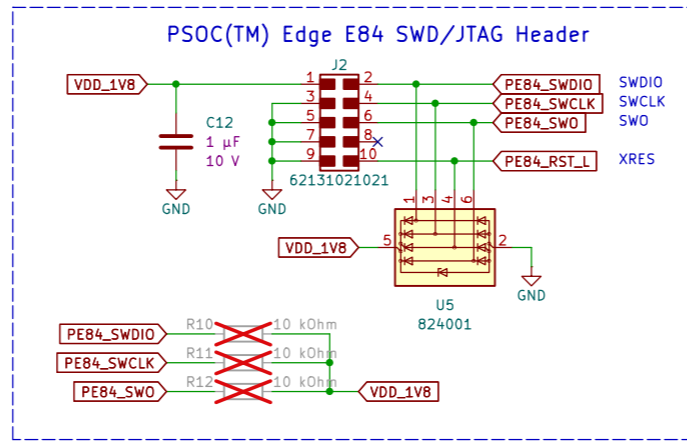 PSOC(TM) Edge E84 SWD/JTAG Header
J2
VDD_1V8
1 2
PE84_SWDIO SWDIO
3 4
PE84_SWCLK SWCLK
C12
1 µF
10 V
5 6
PE84_SWO SWO
7 8
9 10
PE84_RST_L XRES
62131021021
GND
GND
1 3 4 6
VDD_1V8
5 2
GND
U5
824001
PE84_SWDIO
R10 10 kOhm
PE84_SWCLK
R11 10 kOhm
PE84_SWO
R12 10 kOhm
VDD_1V8